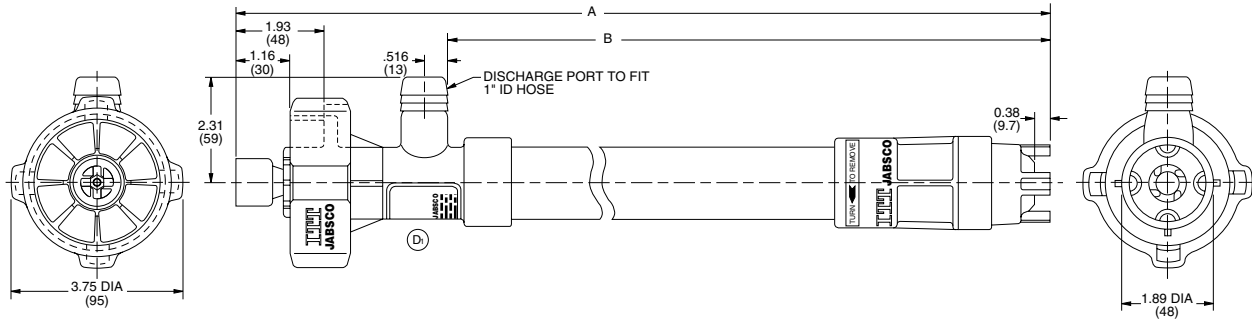 A
1.93
(48)
B
1.16
(30)
.516
(13)
DISCHARGE PORT TO FIT
1" ID HOSE
0.38
(9.7)
2.31
(59)
TURN TO REMOVE
ITT JABSCO
ITT
JABSCO
JABSCO
D1
3.75 DIA
(95)
1.89 DIA
(48)